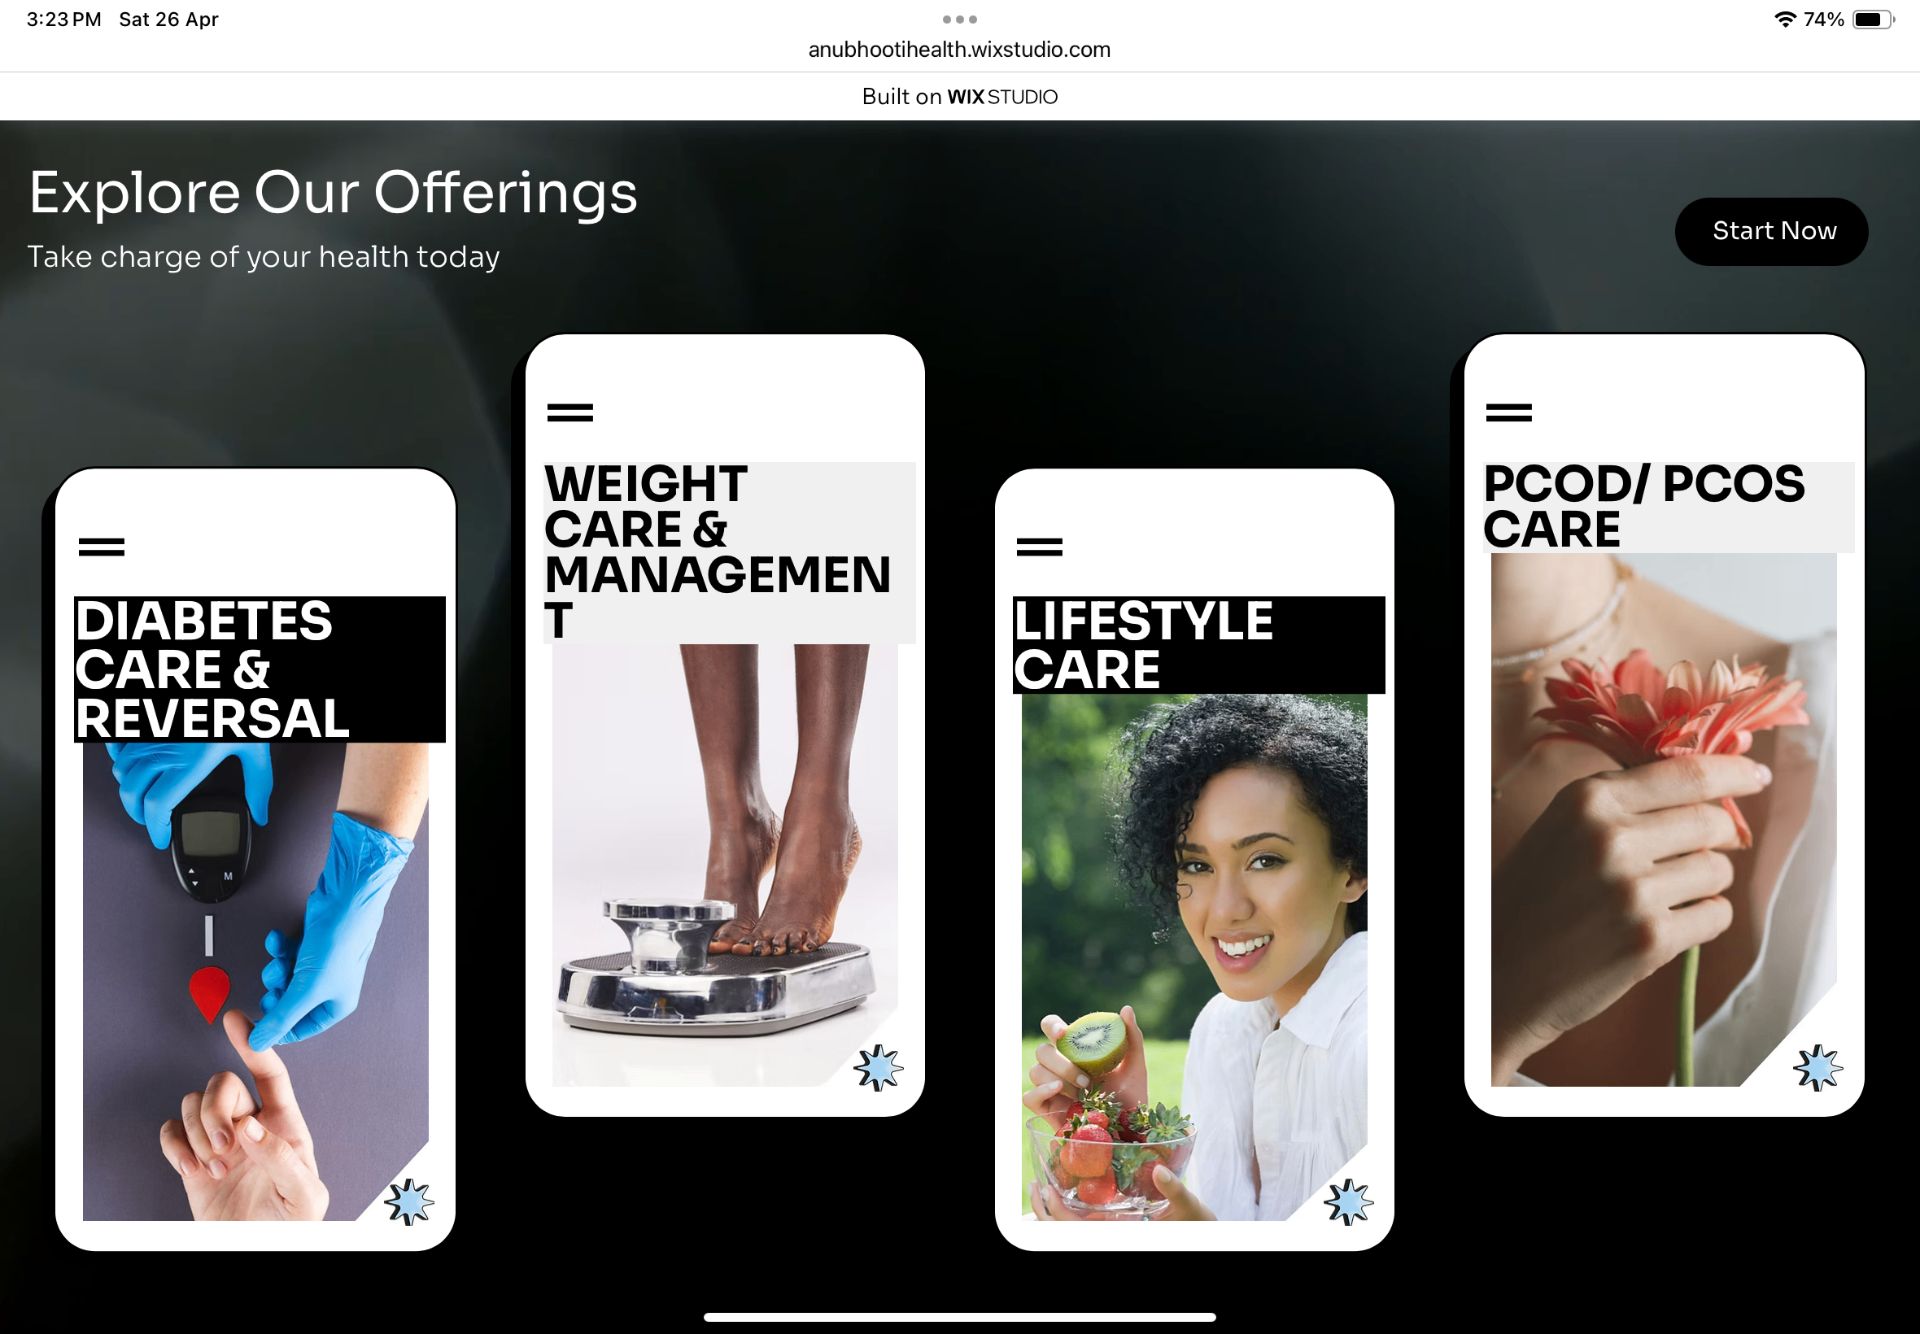 3:23 PM Sat 26 Apr
74%
anubhootihealth.wixstudio.com
Built on WIX STUDIO
Explore Our Offerings
Take charge of your health today
Start Now
DIABETES
CARE &
REVERSAL
M
WEIGHT
CARE &
MANAGEMEN
T
LIFESTYLE
CARE
PCOD/ PCOS
CARE